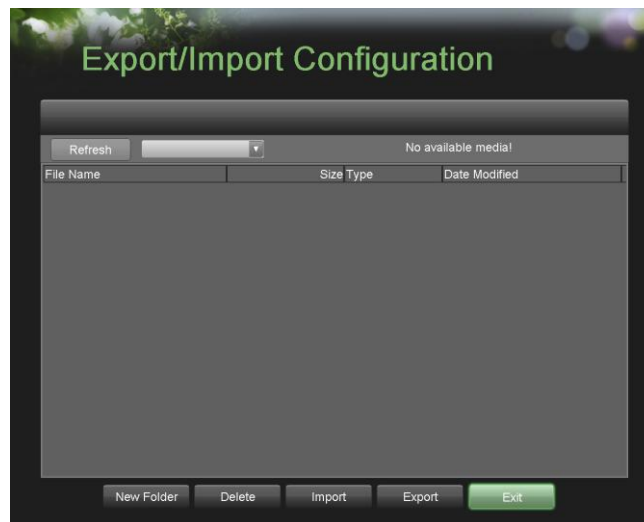 Export/Import Configuration
Refresh No available media!
File Name Size Type Date Modified
New Folder Delete Import Export Exit